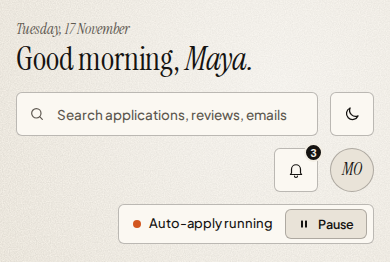 Tuesday, 17 November
Good morning, Maya.
Search applications, reviews, emails
3
MO
Auto-apply running
Pause